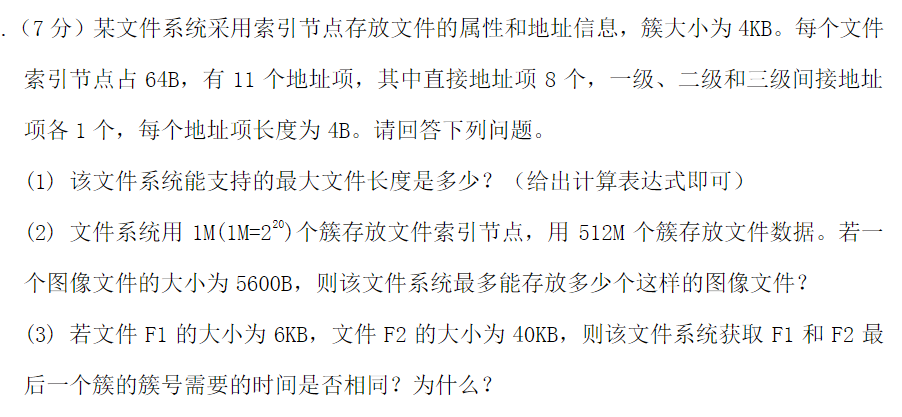 .（7 分）某文件系统采用索引节点存放文件的属性和地址信息，簇大小为 4KB。每个文件
索引节点占 64B，有 11 个地址项，其中直接地址项 8 个，一级、二级和三级间接地址
项各 1 个，每个地址项长度为 4B。请回答下列问题。
(1) 该文件系统能支持的最大文件长度是多少？（给出计算表达式即可）
(2) 文件系统用 1M(1M=2²⁰)个簇存放文件索引节点，用 512M 个簇存放文件数据。若一
个图像文件的大小为 5600B，则该文件系统最多能存放多少个这样的图像文件？
(3) 若文件 F1 的大小为 6KB，文件 F2 的大小为 40KB，则该文件系统获取 F1 和 F2 最
后一个簇的簇号需要的时间是否相同？为什么？